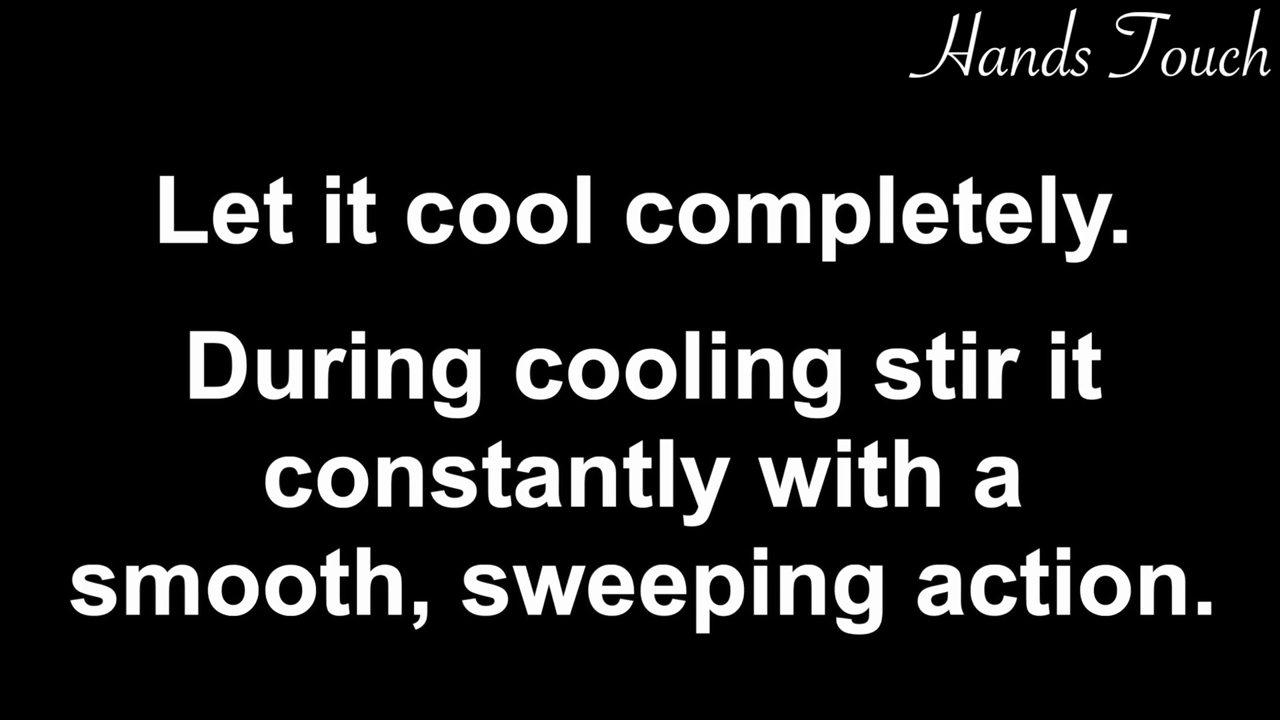 Hands Touch
Let it cool completely.
During cooling stir it
constantly with a
smooth, sweeping action.